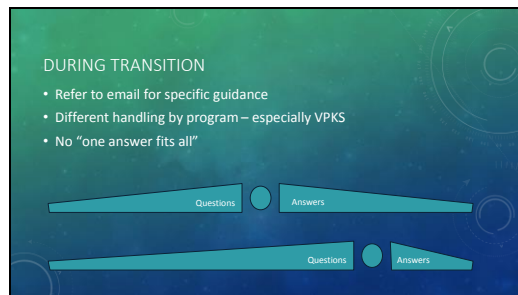 DURING TRANSITION
• Refer to email for specific guidance
• Different handling by program – especially VPKS
• No “one answer fits all”
Questions Answers
Questions Answers